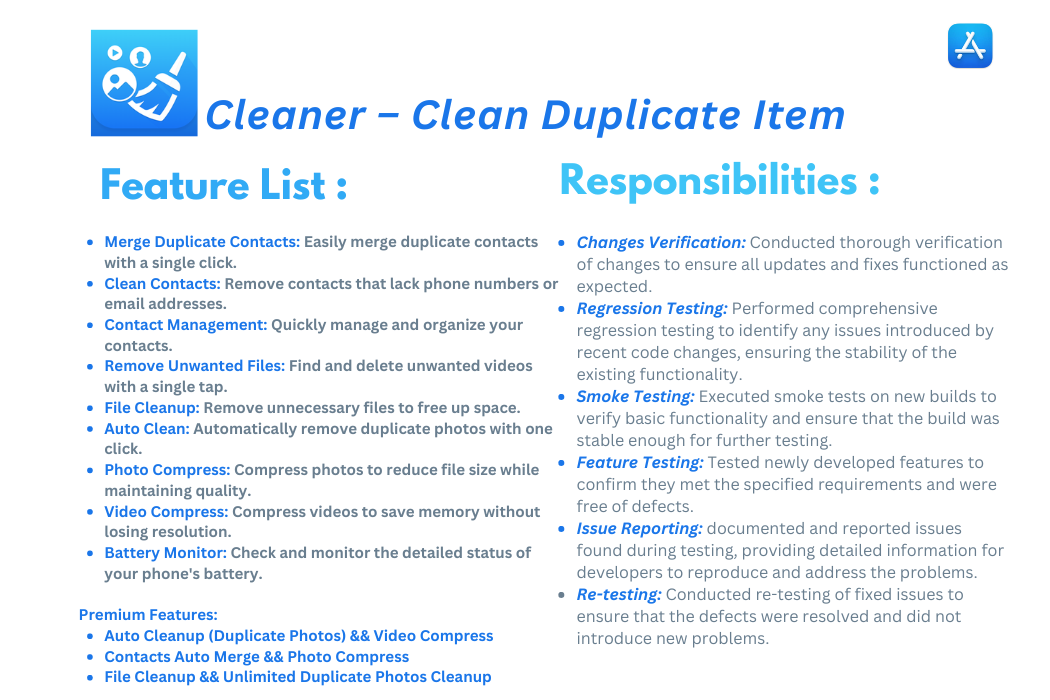 Cleaner – Clean Duplicate Item
Feature List :
Merge Duplicate Contacts: Easily merge duplicate contacts
with a single click.
Clean Contacts: Remove contacts that lack phone numbers or
email addresses.
Contact Management: Quickly manage and organize your
contacts.
Remove Unwanted Files: Find and delete unwanted videos
with a single tap.
File Cleanup: Remove unnecessary files to free up space.
Auto Clean: Automatically remove duplicate photos with one
click.
Photo Compress: Compress photos to reduce file size while
maintaining quality.
Video Compress: Compress videos to save memory without
losing resolution.
Battery Monitor: Check and monitor the detailed status of
your phone's battery.
Premium Features:
Auto Cleanup (Duplicate Photos) && Video Compress
Contacts Auto Merge && Photo Compress
File Cleanup && Unlimited Duplicate Photos Cleanup
Responsibilities :
Changes Verification: Conducted thorough verification
of changes to ensure all updates and fixes functioned as
expected.
Regression Testing: Performed comprehensive
regression testing to identify any issues introduced by
recent code changes, ensuring the stability of the
existing functionality.
Smoke Testing: Executed smoke tests on new builds to
verify basic functionality and ensure that the build was
stable enough for further testing.
Feature Testing: Tested newly developed features to
confirm they met the specified requirements and were
free of defects.
Issue Reporting: documented and reported issues
found during testing, providing detailed information for
developers to reproduce and address the problems.
Re-testing: Conducted re-testing of fixed issues to
ensure that the defects were resolved and did not
introduce new problems.